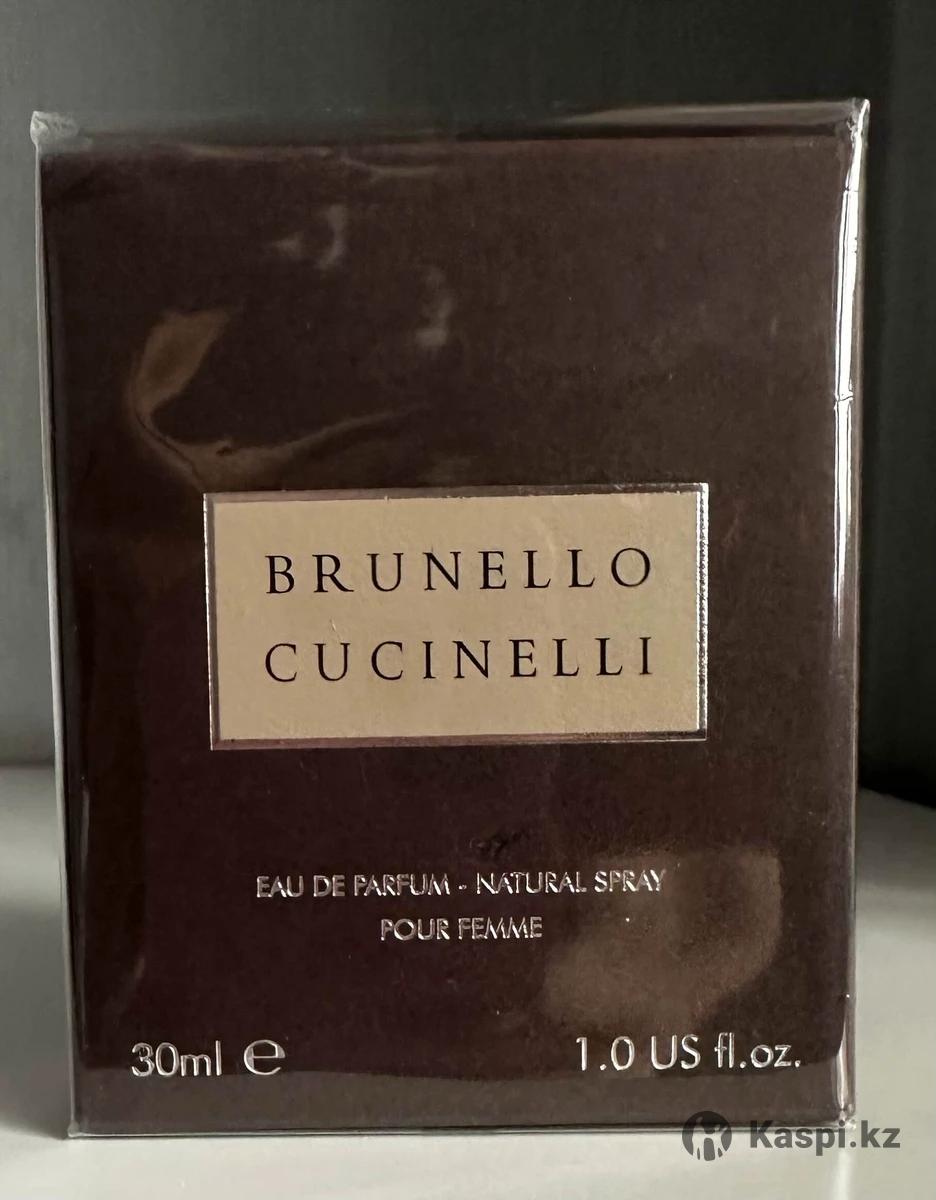 BRUNELLO
CUCINELLI
EAU DE PARFUM - NATURAL SPRAY
POUR FEMME
30ml ℮ 1.0 US fl.oz.
Kaspi.kz